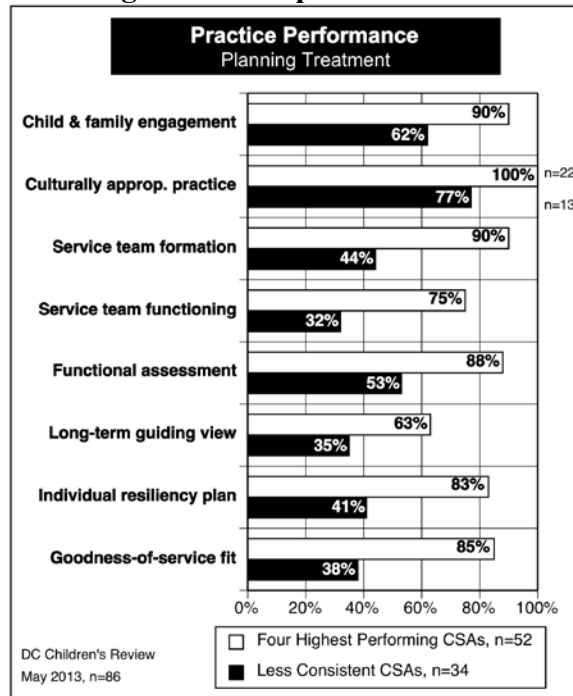 Practice Performance
Planning Treatment
Child & family engagement
90%
62%
Culturally approp. practice
100%
n=22
77%
n=13
Service team formation
90%
44%
Service team functioning
75%
32%
Functional assessment
88%
53%
Long-term guiding view
63%
35%
Individual resiliency plan
83%
41%
Goodness-of-service fit
85%
38%
0% 20% 40% 60% 80% 100%
Four Highest Performing CSAs, n=52
Less Consistent CSAs, n=34
DC Children's Review
May 2013, n=86